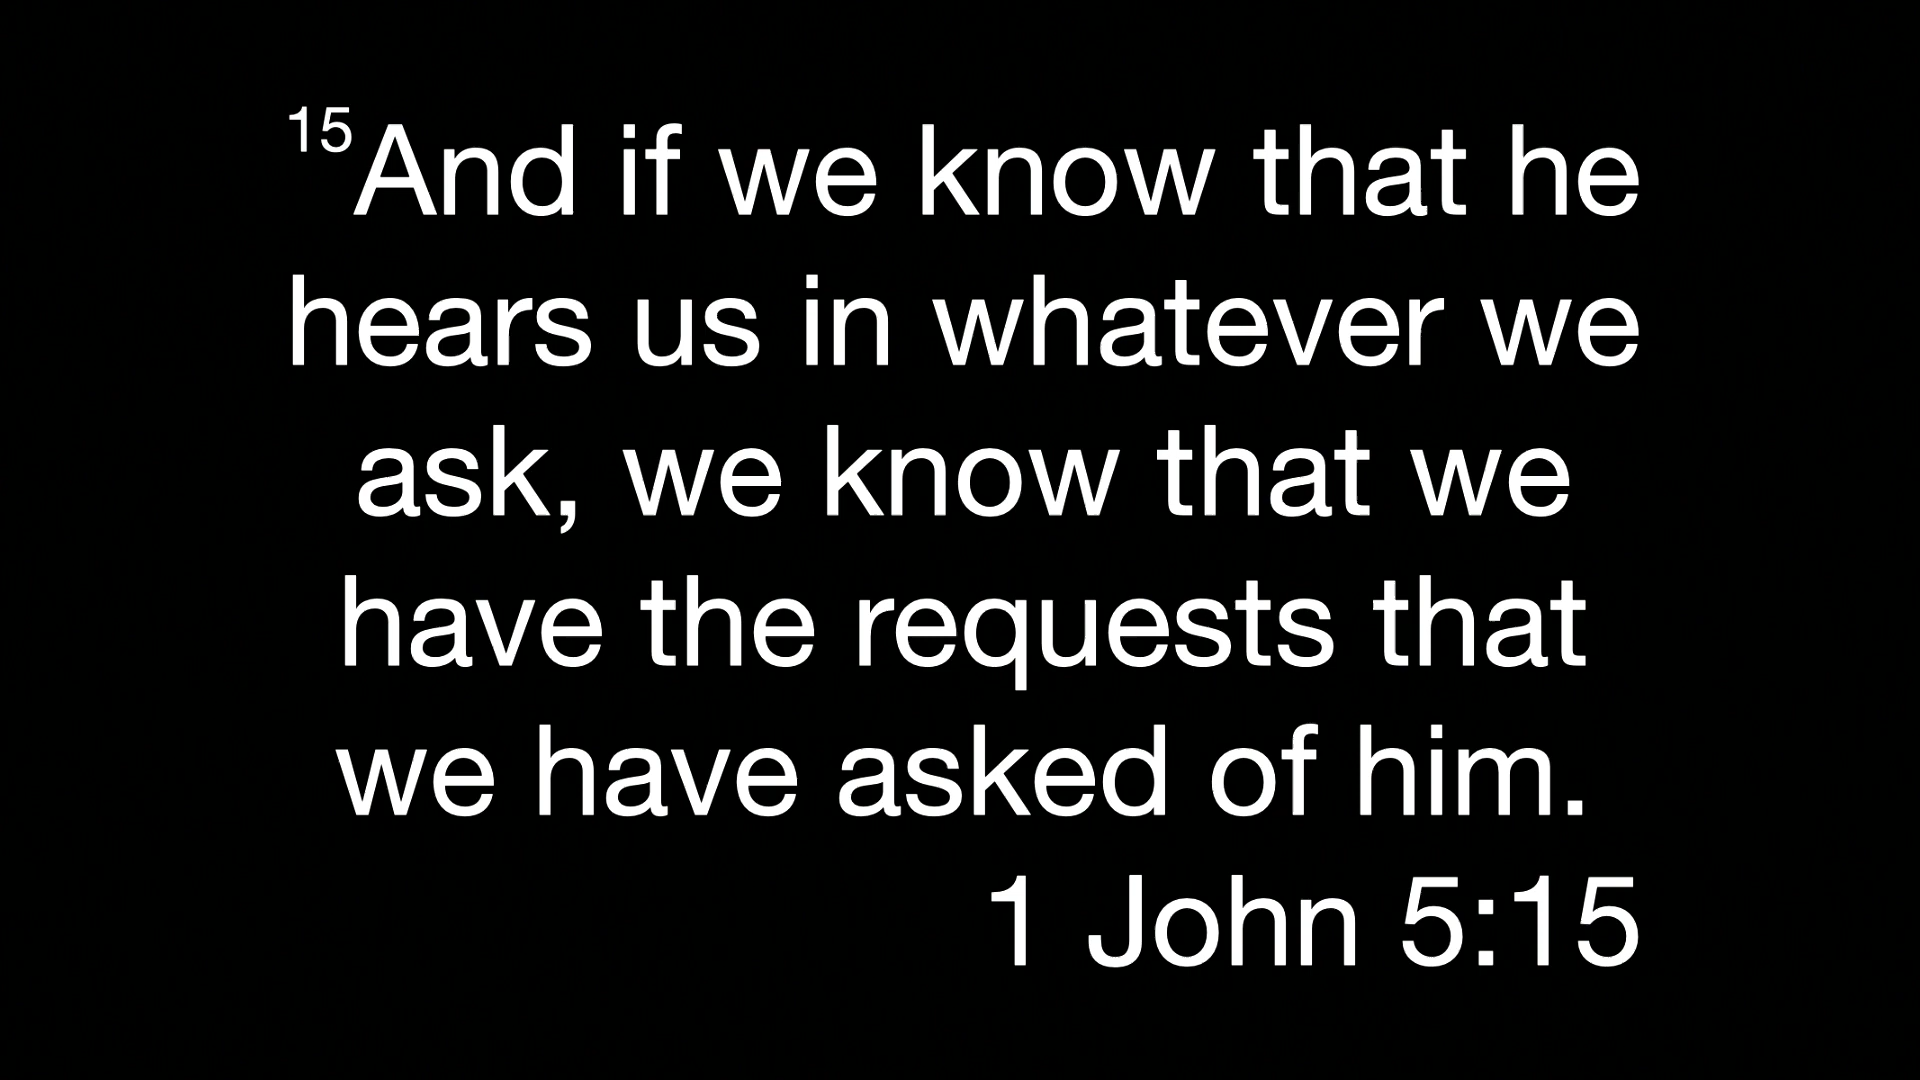 15And if we know that he
hears us in whatever we
ask, we know that we
have the requests that
we have asked of him.
1 John 5:15